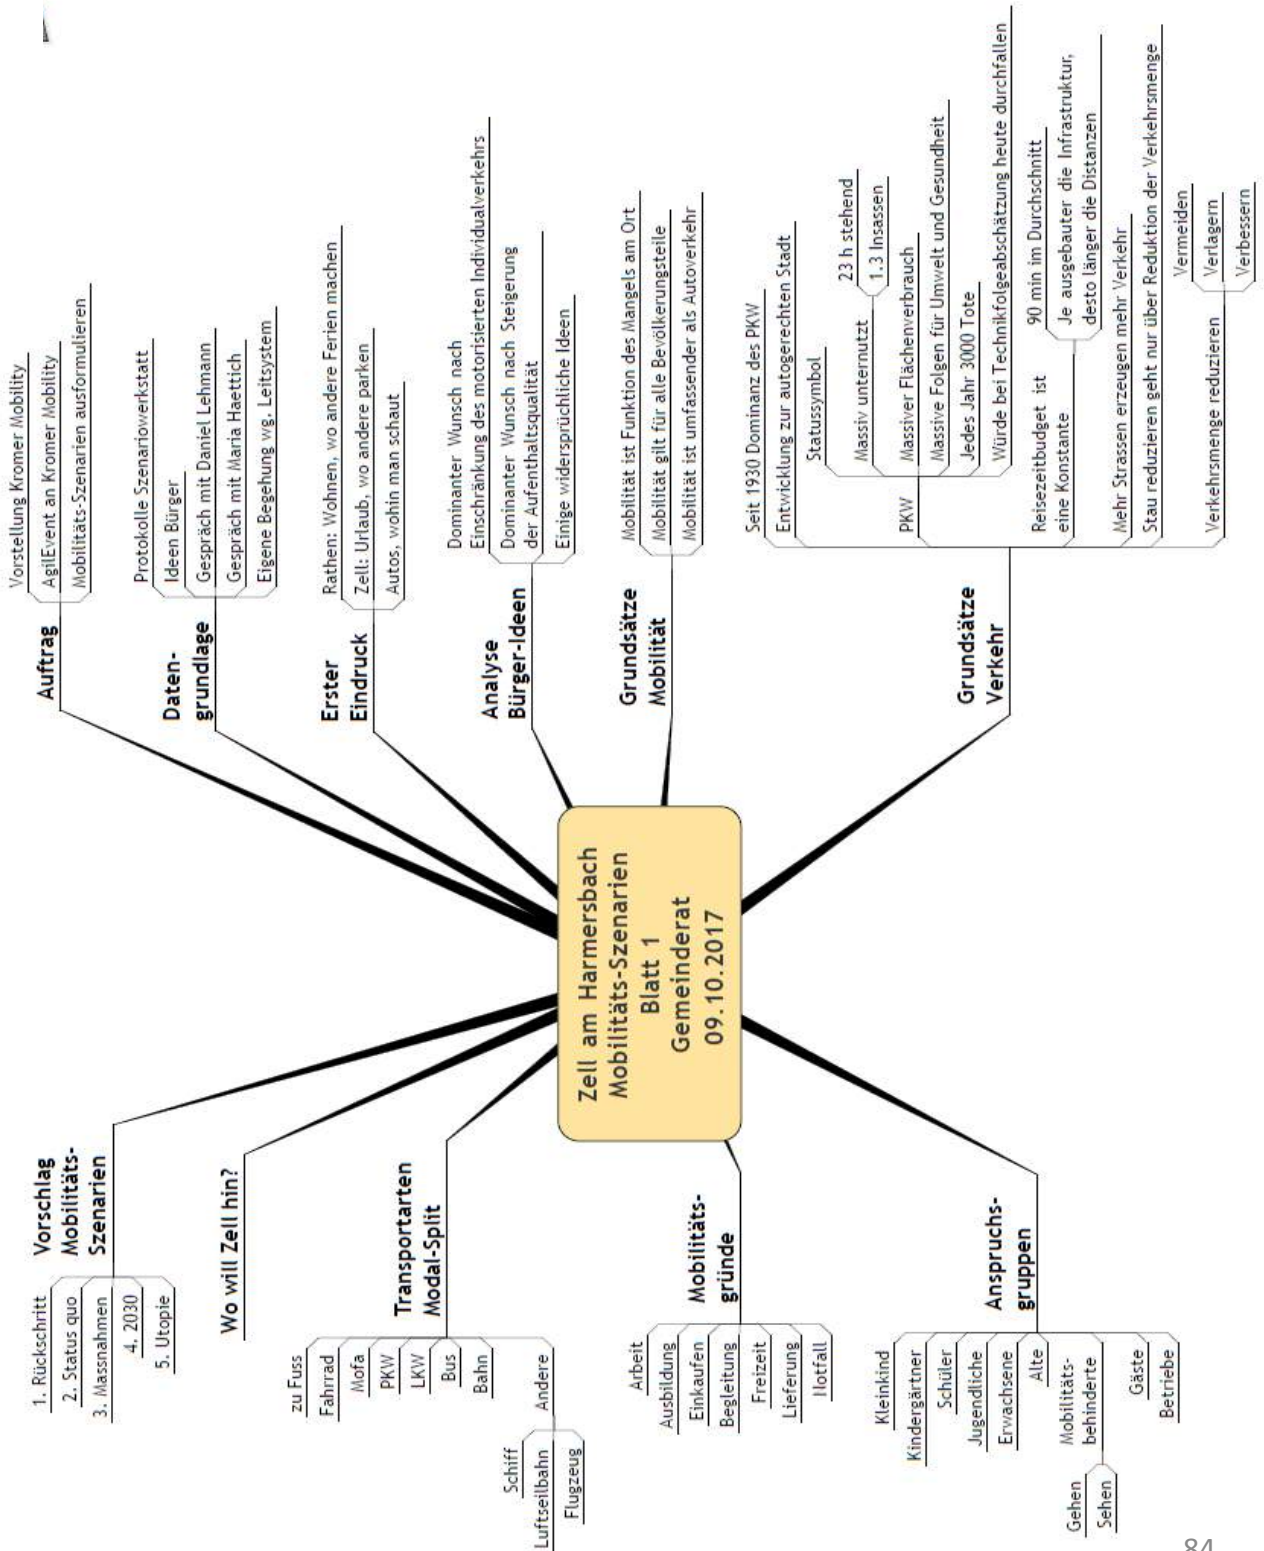 Zell am Harmersbach
Mobilitäts-Szenarien
Blatt 1
Gemeinderat
09.10.2017
Auftrag
Vorstellung Kromer Mobility
AgilEvent an Kromer Mobility
Mobilitäts-Szenarien ausformulieren
Daten-
grundlage
Protokolle Szenariowerkstatt
Ideen Bürger
Gespräch mit Daniel Lehmann
Gespräch mit Maria Haettich
Eigene Begehung wg. Leitsystem
Erster
Eindruck
Rathen: Wohnen, wo andere Ferien machen
Zell: Urlaub, wo andere parken
Autos, wohin man schaut
Analyse
Bürger-Ideen
Dominanter Wunsch nach
Einschränkung des motorisierten Individualverkehrs
Dominanter Wunsch nach Steigerung
der Aufenthaltsqualität
Einige widersprüchliche Ideen
Grundsätze
Mobilität
Mobilität ist Funktion des Mangels am Ort
Mobilität gilt für alle Bevölkerungsteile
Mobilität ist umfassender als Autoverkehr
Grundsätze
Verkehr
Seit 1930 Dominanz des PKW
Entwicklung zur autogerechten Stadt
PKW
Statussymbol
Massiv unternutzt
23 h stehend
1.3 Insassen
Massiver Flächenverbrauch
Massive Folgen für Umwelt und Gesundheit
Jedes Jahr 3000 Tote
Würde bei Technikfolgeabschätzung heute durchfallen
Reisezeitbudget ist
eine Konstante
90 min im Durchschnitt
Je ausgebauter die Infrastruktur,
desto länger die Distanzen
Mehr Strassen erzeugen mehr Verkehr
Stau reduzieren geht nur über Reduktion der Verkehrsmenge
Verkehrsmenge reduzieren
Vermeiden
Verlagern
Verbessern
Vorschlag
Mobilitäts-
Szenarien
1. Rückschritt
2. Status quo
3. Massnahmen
4. 2030
5. Utopie
Wo will Zell hin?
Transportarten
Modal-Split
zu Fuss
Fahrrad
Mofa
PKW
LKW
Bus
Bahn
Andere
Schiff
Luftseilbahn
Flugzeug
Mobilitäts-
gründe
Arbeit
Ausbildung
Einkaufen
Begleitung
Freizeit
Lieferung
Notfall
Anspruchs-
gruppen
Kleinkind
Kindergärtner
Schüler
Jugendliche
Erwachsene
Alte
Mobilitäts-
behinderte
Gehen
Sehen
Gäste
Betriebe
84